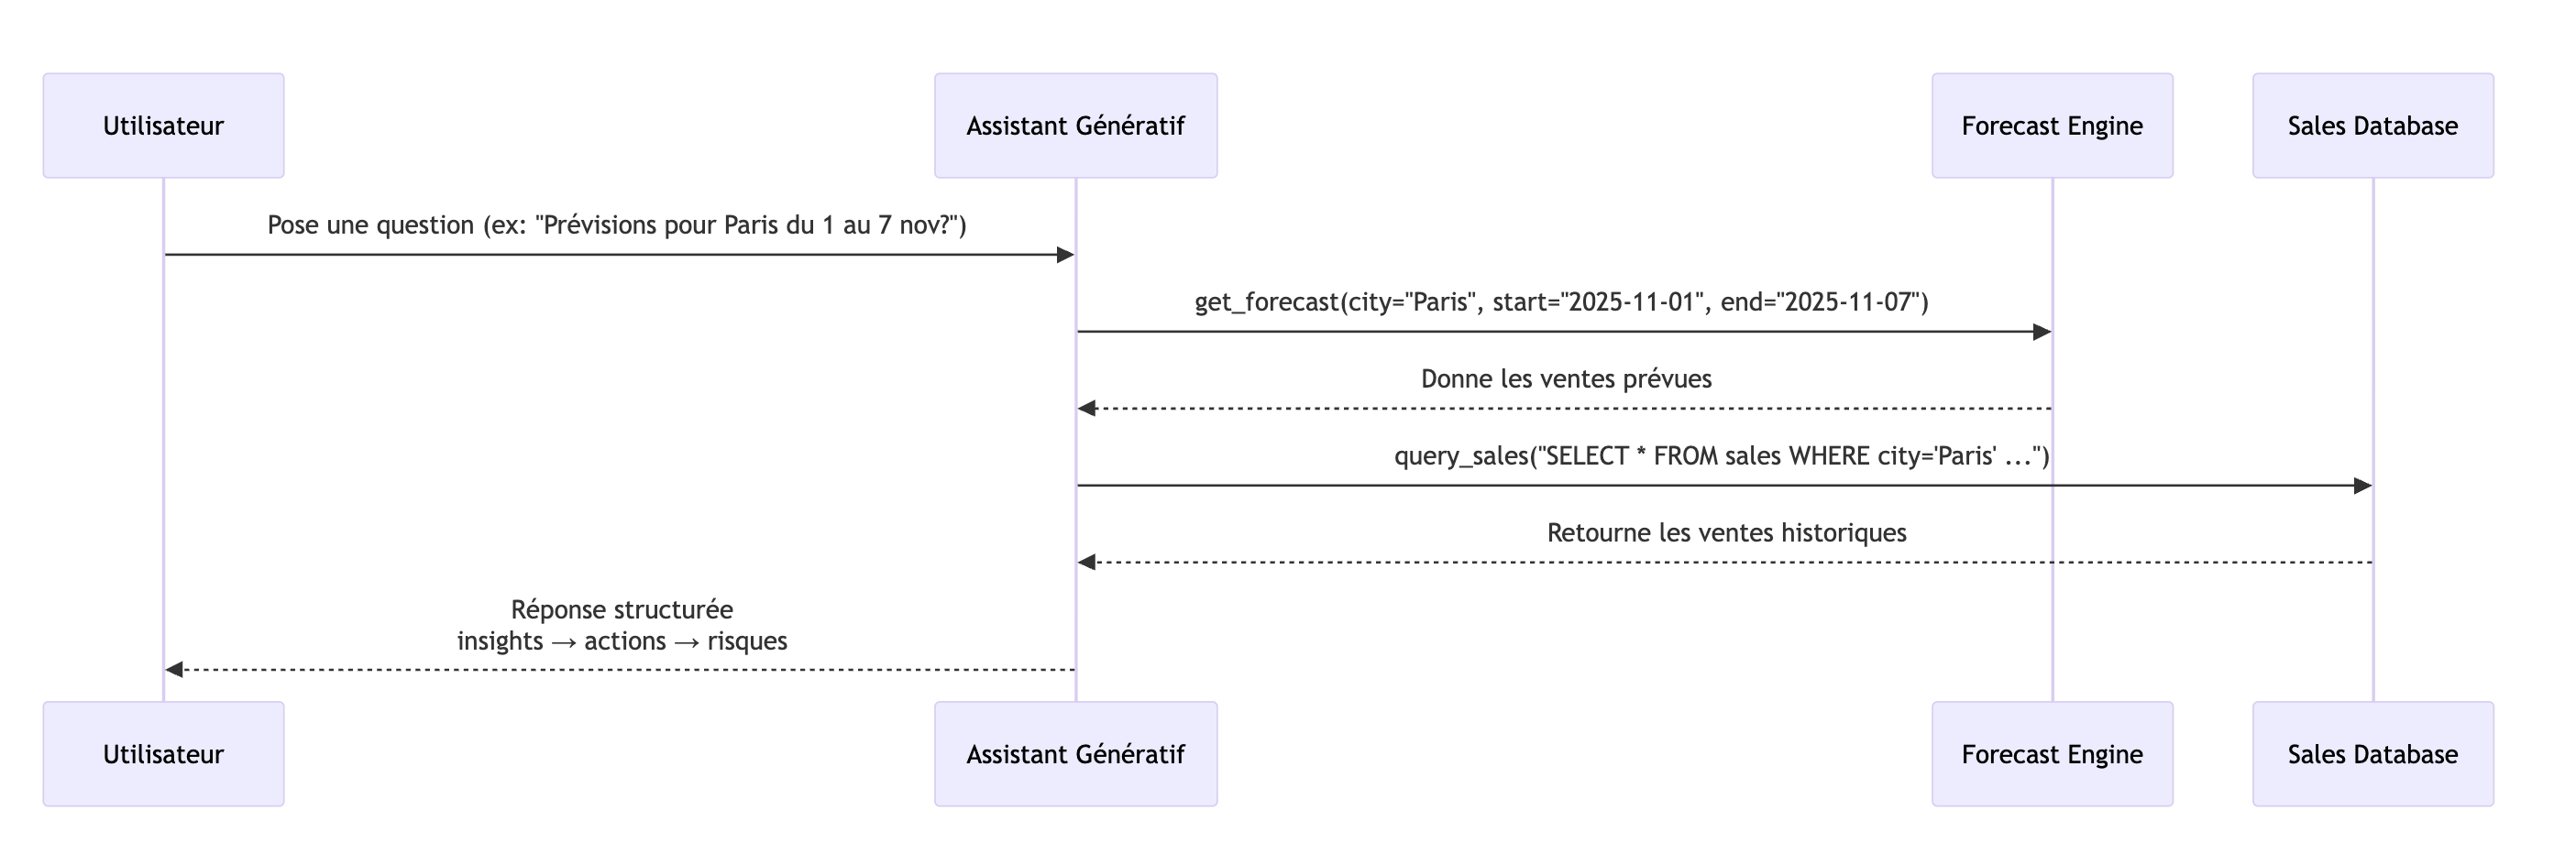 Utilisateur
Assistant Génératif
Forecast Engine
Sales Database
Pose une question (ex: "Prévisions pour Paris du 1 au 7 nov?")
get_forecast(city="Paris", start="2025-11-01", end="2025-11-07")
Donne les ventes prévues
query_sales("SELECT * FROM sales WHERE city='Paris' ...")
Retourne les ventes historiques
Réponse structurée
insights → actions → risques
Utilisateur
Assistant Génératif
Forecast Engine
Sales Database